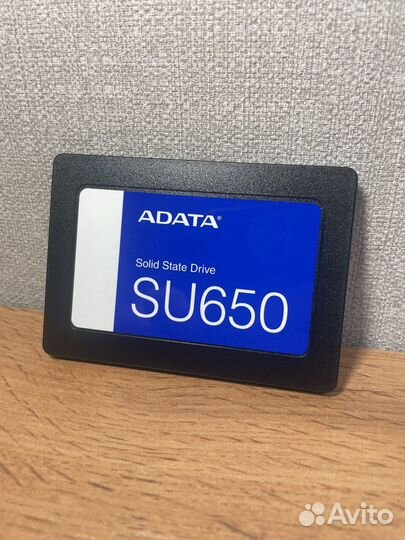 ADATA
Solid State Drive
SU650
Avito